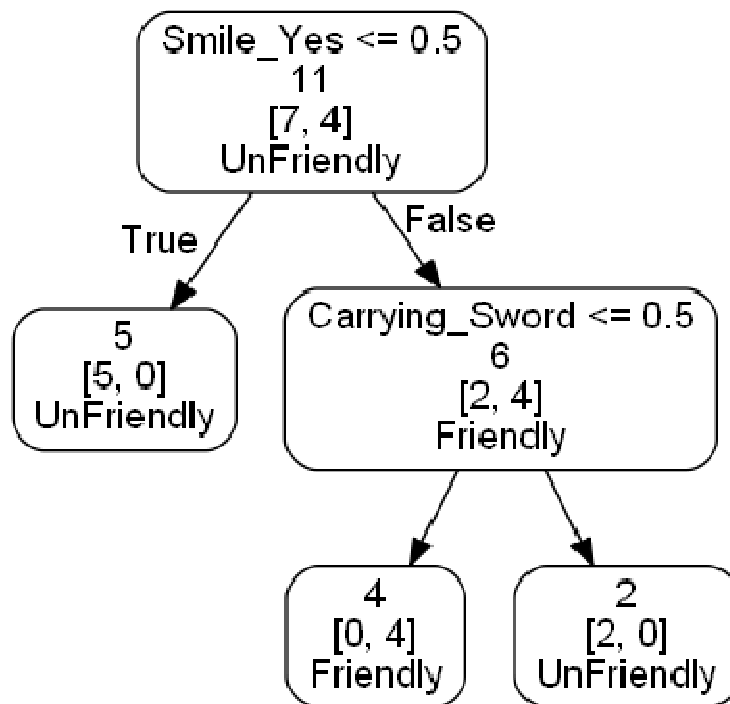 Smile_Yes <= 0.5
11
[7, 4]
UnFriendly
True
False
5
[5, 0]
UnFriendly
Carrying_Sword <= 0.5
6
[2, 4]
Friendly
4
[0, 4]
Friendly
2
[2, 0]
UnFriendly